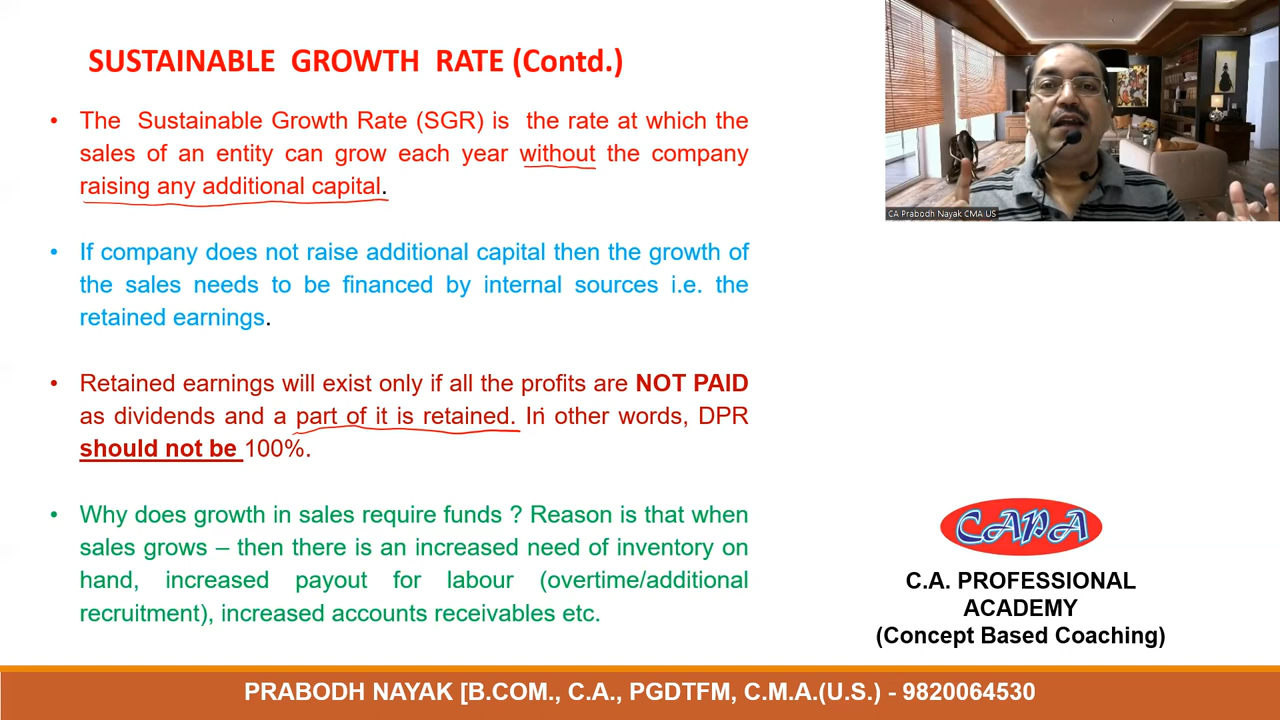 SUSTAINABLE GROWTH RATE (Contd.)
• The Sustainable Growth Rate (SGR) is the rate at which the
sales of an entity can grow each year without the company
raising any additional capital.
• If company does not raise additional capital then the growth of
the sales needs to be financed by internal sources i.e. the
retained earnings.
• Retained earnings will exist only if all the profits are NOT PAID
as dividends and a part of it is retained. In other words, DPR
should not be 100%.
• Why does growth in sales require funds ? Reason is that when
sales grows – then there is an increased need of inventory on
hand, increased payout for labour (overtime/additional
recruitment), increased accounts receivables etc.
CA Prabodh Nayak CMA US
CAPA
C.A. PROFESSIONAL
ACADEMY
(Concept Based Coaching)
PRABODH NAYAK [B.COM., C.A., PGDTFM, C.M.A.(U.S.) - 9820064530